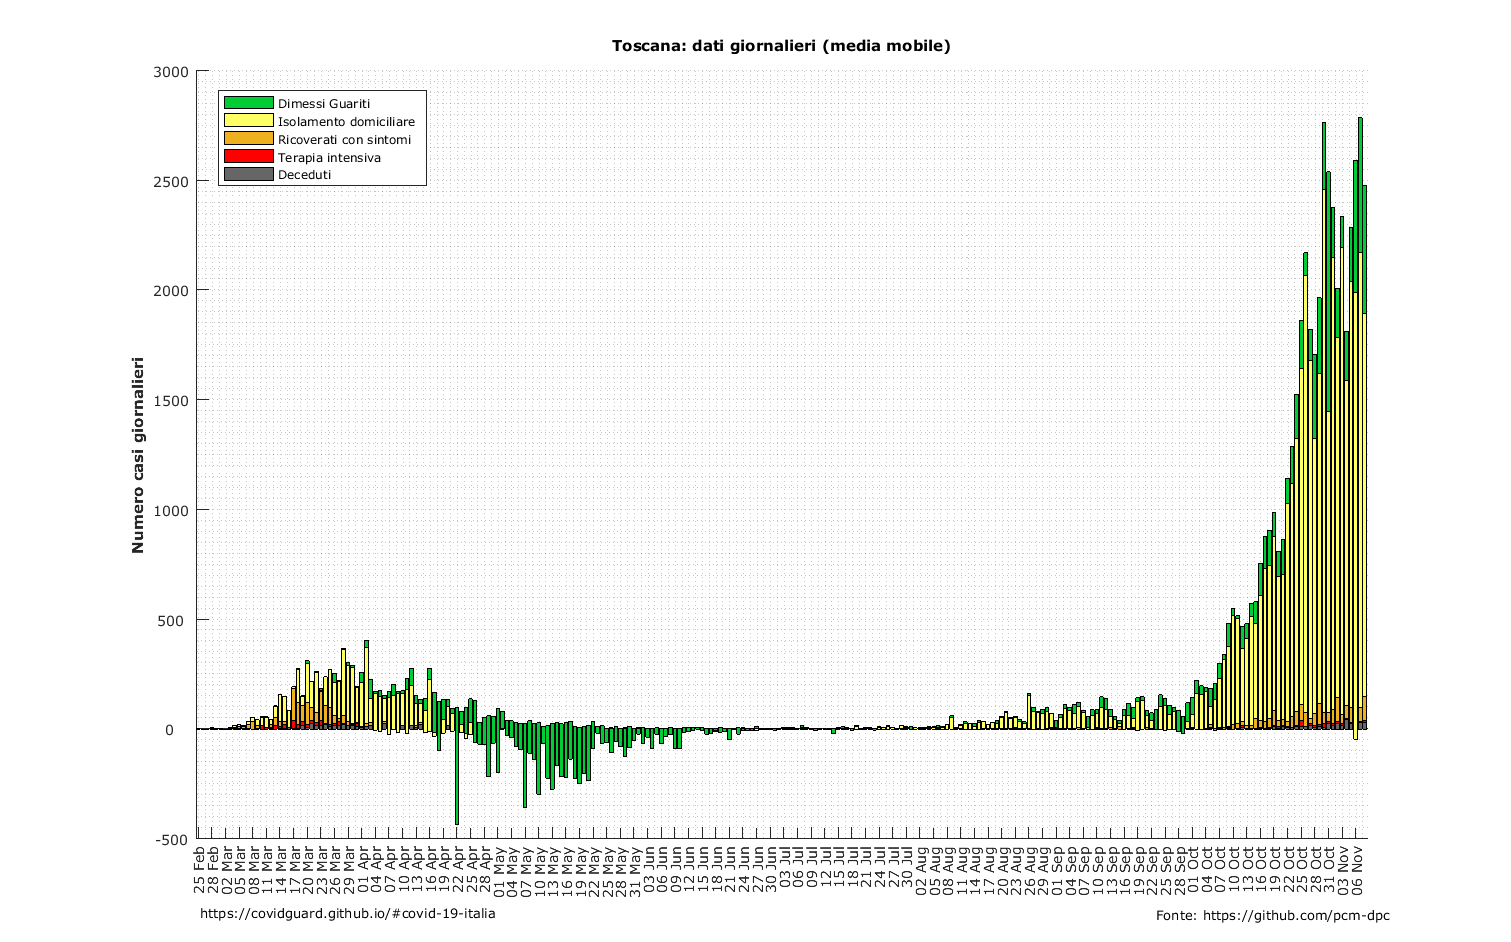 Toscana: dati giornalieri (media mobile)
Numero casi giornalieri
3000
2500
2000
1500
1000
500
0
-500
Dimessi Guariti
Isolamento domiciliare
Ricoverati con sintomi
Terapia intensiva
Deceduti
25 Feb
28 Feb
02 Mar
05 Mar
08 Mar
11 Mar
14 Mar
17 Mar
20 Mar
23 Mar
26 Mar
29 Mar
01 Apr
04 Apr
07 Apr
10 Apr
13 Apr
16 Apr
19 Apr
22 Apr
25 Apr
28 Apr
01 May
04 May
07 May
10 May
13 May
16 May
19 May
22 May
25 May
28 May
31 May
03 Jun
06 Jun
09 Jun
12 Jun
15 Jun
18 Jun
21 Jun
24 Jun
27 Jun
30 Jun
03 Jul
06 Jul
09 Jul
12 Jul
15 Jul
18 Jul
21 Jul
24 Jul
27 Jul
30 Jul
02 Aug
05 Aug
08 Aug
11 Aug
14 Aug
17 Aug
20 Aug
23 Aug
26 Aug
29 Aug
01 Sep
04 Sep
07 Sep
10 Sep
13 Sep
16 Sep
19 Sep
22 Sep
25 Sep
28 Sep
01 Oct
04 Oct
07 Oct
10 Oct
13 Oct
16 Oct
19 Oct
22 Oct
25 Oct
28 Oct
31 Oct
03 Nov
06 Nov
https://covidguard.github.io/#covid-19-italia
Fonte: https://github.com/pcm-dpc